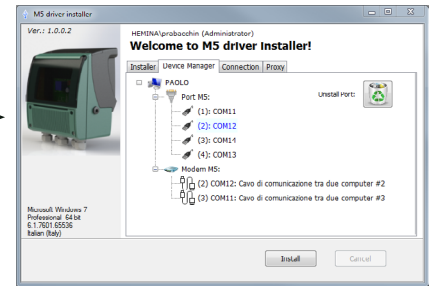 M5 driver installer
Ver.: 1.0.0.2
HEMINA\prabacchin (Administrator)
Welcome to M5 driver Installer!
Installer Device Manager Connection Proxy
PAOLO
Port M5:
Unistall Port:
(1): COM11
(2): COM12
(3): COM14
(4): COM13
Modem M5:
(2) COM12: Cavo di comunicazione tra due computer #2
(3) COM11: Cavo di comunicazione tra due computer #3
Microsoft Windows 7
Professional 64 bit
6.1.7601.65536
Italian (Italy)
Install
Cancel